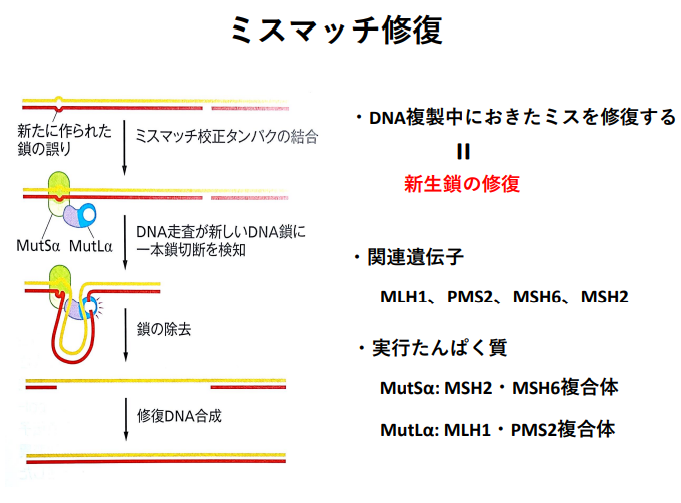 ミスマッチ修復
新たに作られた
鎖の誤り
ミスマッチ校正タンパクの結合
MutSα MutLα
DNA走査が新しいDNA鎖に
一本鎖切断を検知
鎖の除去
修復DNA合成
・DNA複製中におきたミスを修復する
=
新生鎖の修復
・関連遺伝子
MLH1、PMS2、MSH6、MSH2
・実行たんぱく質
MutSα: MSH2・MSH6複合体
MutLα: MLH1・PMS2複合体